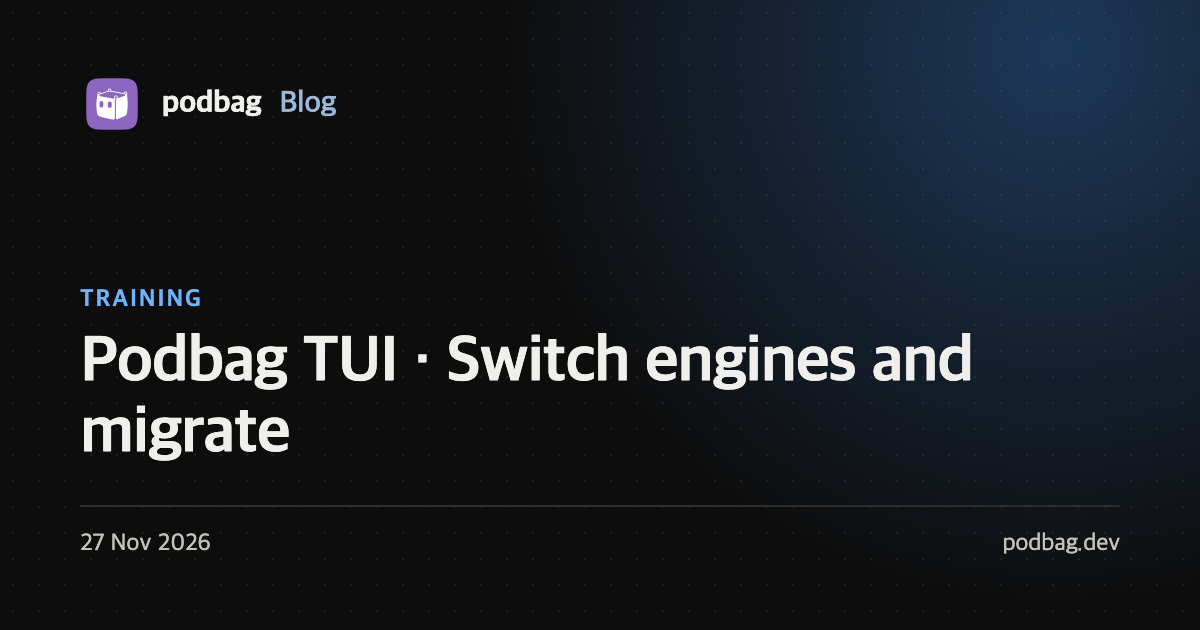 podbag Blog
TRAINING
Podbag TUI · Switch engines and
migrate
27 Nov 2026
podbag.dev